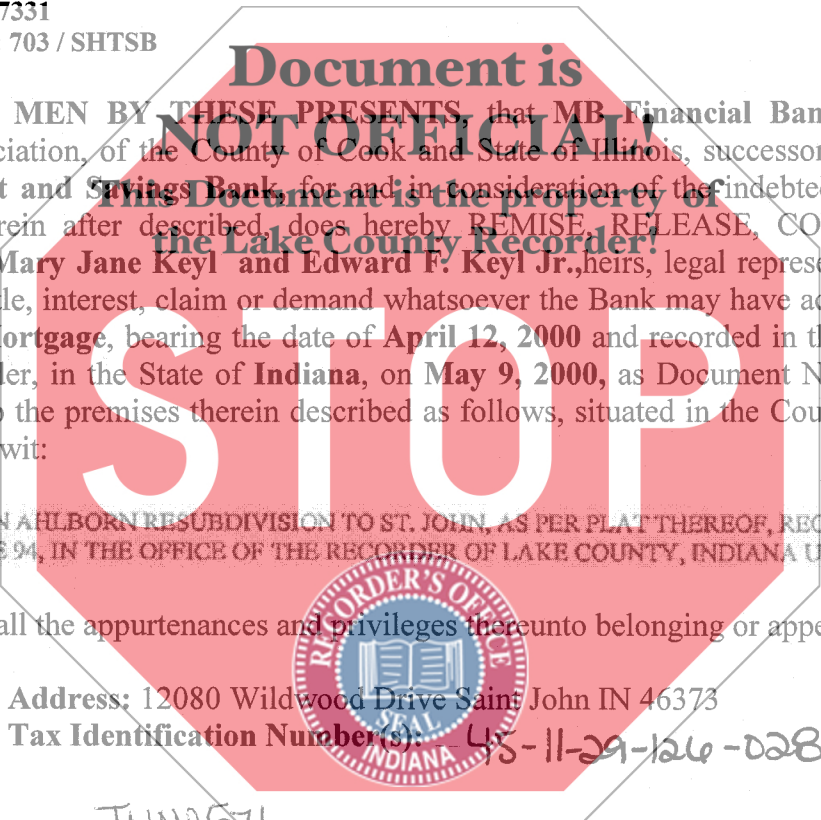 7331
703 / SHTSB
Document is
MEN BY THESE PRESENTS, that MB Financial Ban
NOT OFFICIAL!
ciation, of the County of Cook and State of Illinois, successor
t and Savings Bank, for and in consideration of the indebted
This Document is the property of
rein after described, does hereby REMISE, RELEASE, CO
the Lake County Recorder!
Mary Jane Keyl and Edward F. Keyl Jr.,heirs, legal represe
tle, interest, claim or demand whatsoever the Bank may have ac
ortgage, bearing the date of April 12, 2000 and recorded in th
der, in the State of Indiana, on May 9, 2000, as Document N
o the premises therein described as follows, situated in the Cou
wit:
STOP
N AHLBORN RESUBDIVISION TO ST. JOHN, AS PER PLAT THEREOF, REC
E 94, IN THE OFFICE OF THE RECORDER OF LAKE COUNTY, INDIANA U
all the appurtenances and privileges thereunto belonging or appe
RECORDER'S OFFICE
SEAL
INDIANA
Address: 12080 Wildwood Drive Saint John IN 46373
Tax Identification Number(s): 45-11-29-126-028